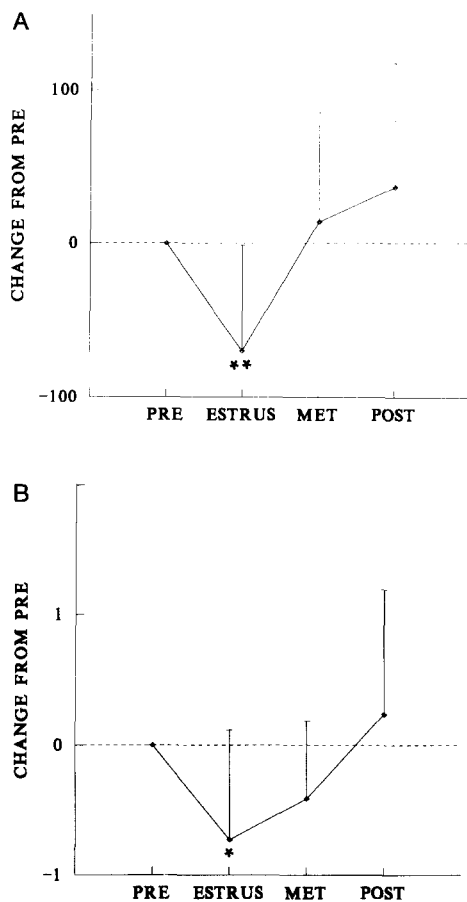 A
CHANGE FROM PRE
100
0
-100
**
PRE ESTRUS MET POST
B
CHANGE FROM PRE
1
0
-1
*
PRE ESTRUS MET POST